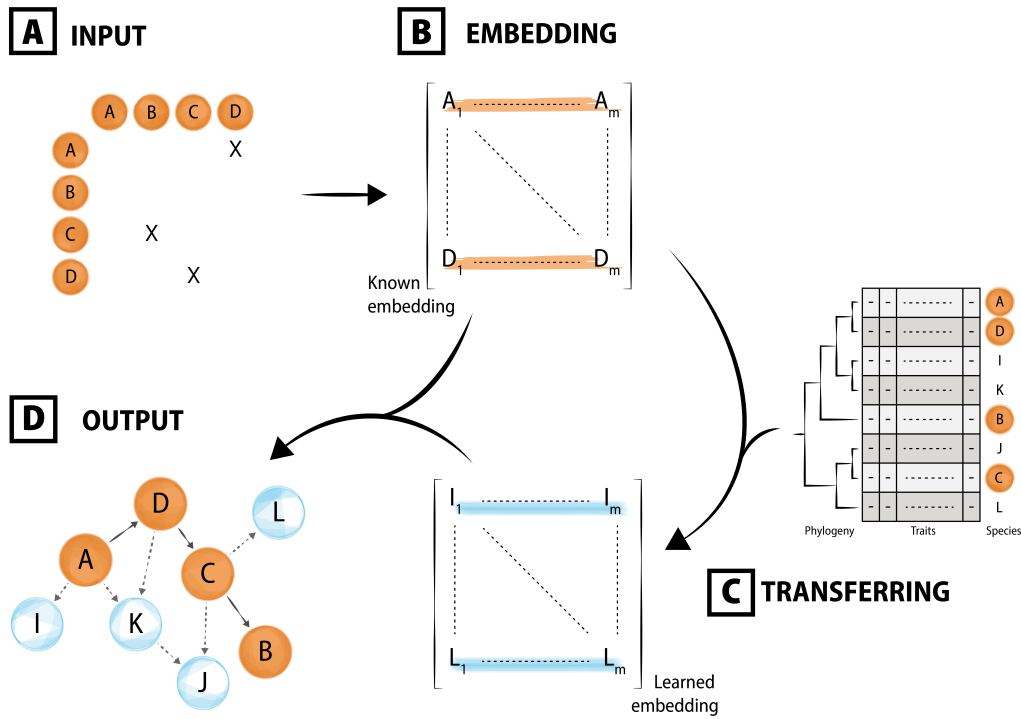 A INPUT
B EMBEDDING
A B C D
A X
B
C X
D X
A1 Am
D1 Dm
Known
embedding
A
D
I
K
B
J
C
L
Phylogeny Traits Species
D OUTPUT
D
L
A
C
I
K
B
J
I1 Im
L1 Lm
Learned
embedding
C TRANSFERRING